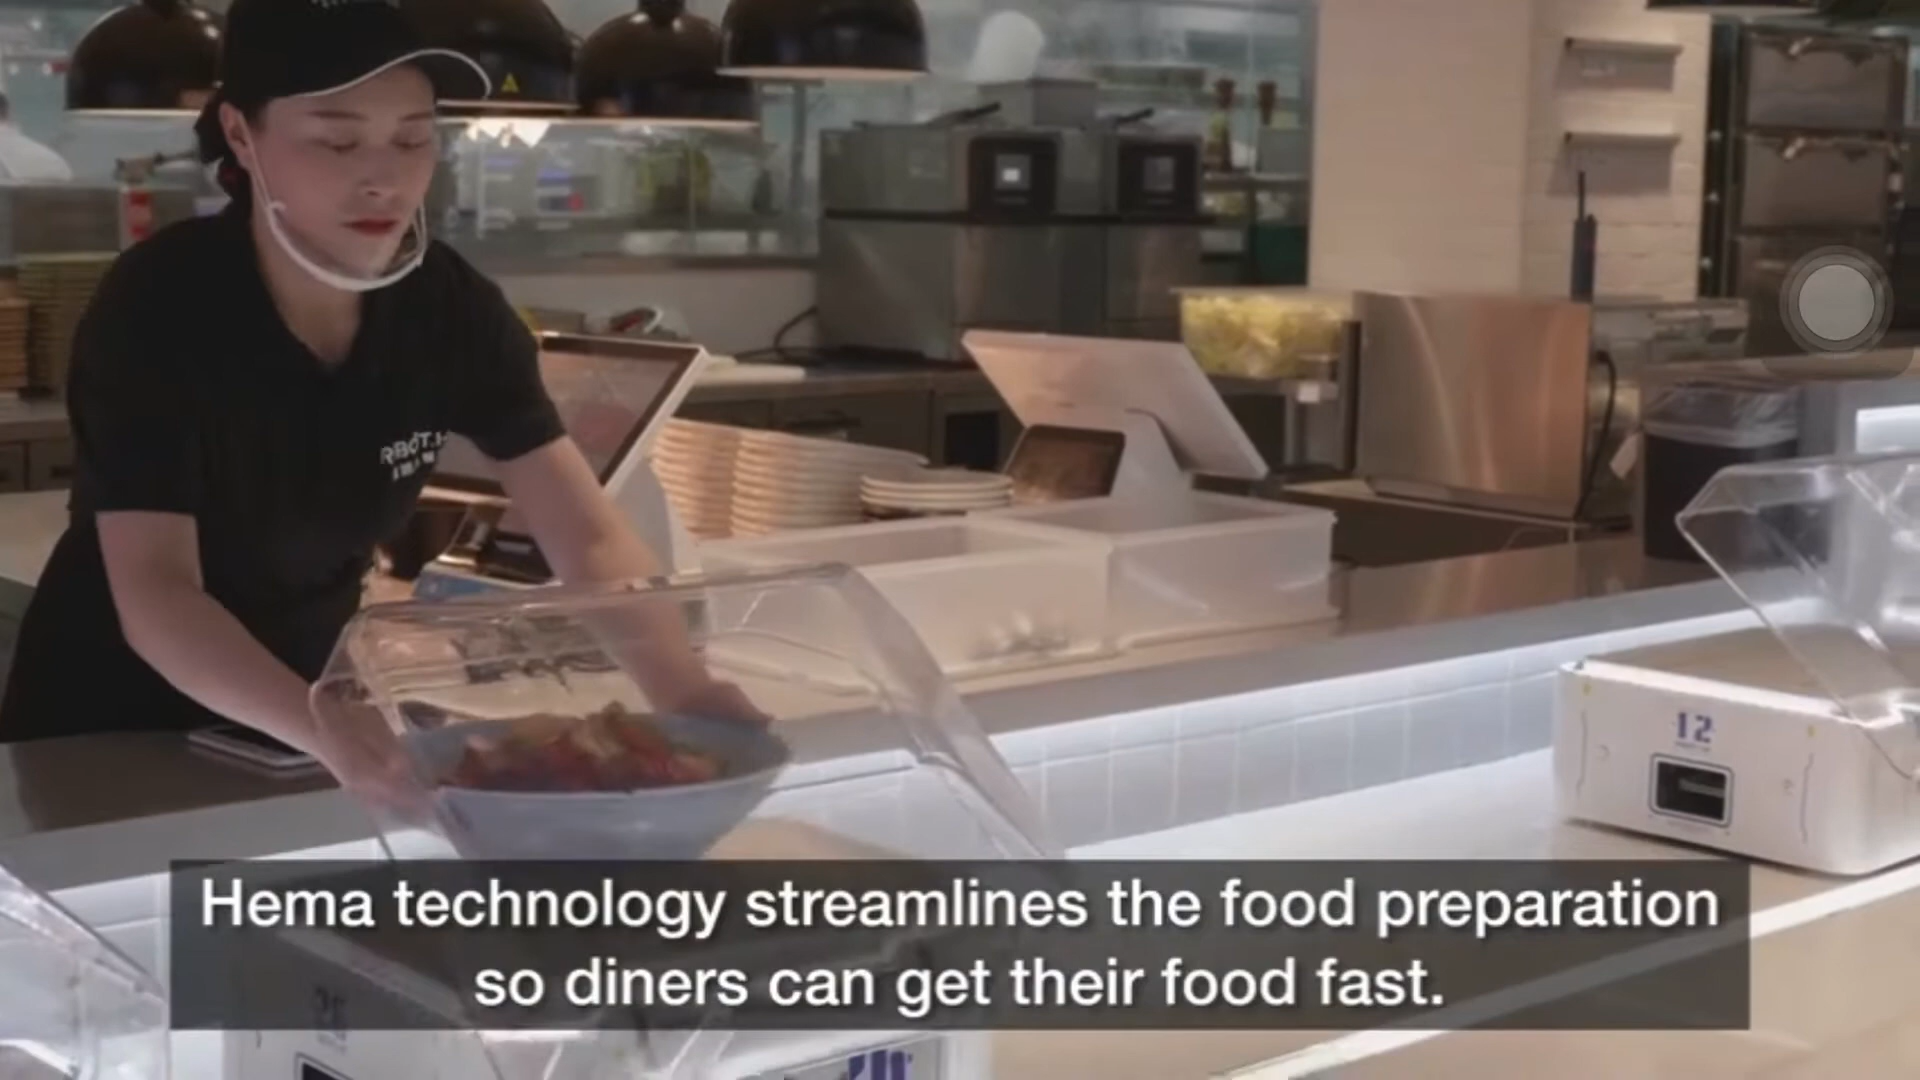 12
Hema technology streamlines the food preparation
so diners can get their food fast.